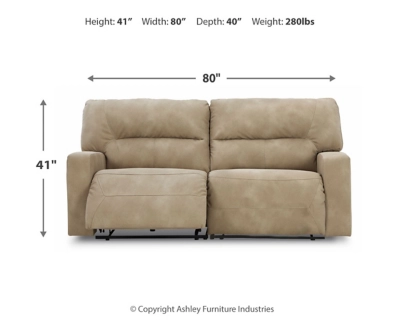 Height: 41” Width: 80” Depth: 40” Weight: 280lbs
80"
41"
© Copyright Ashley Furniture Industries